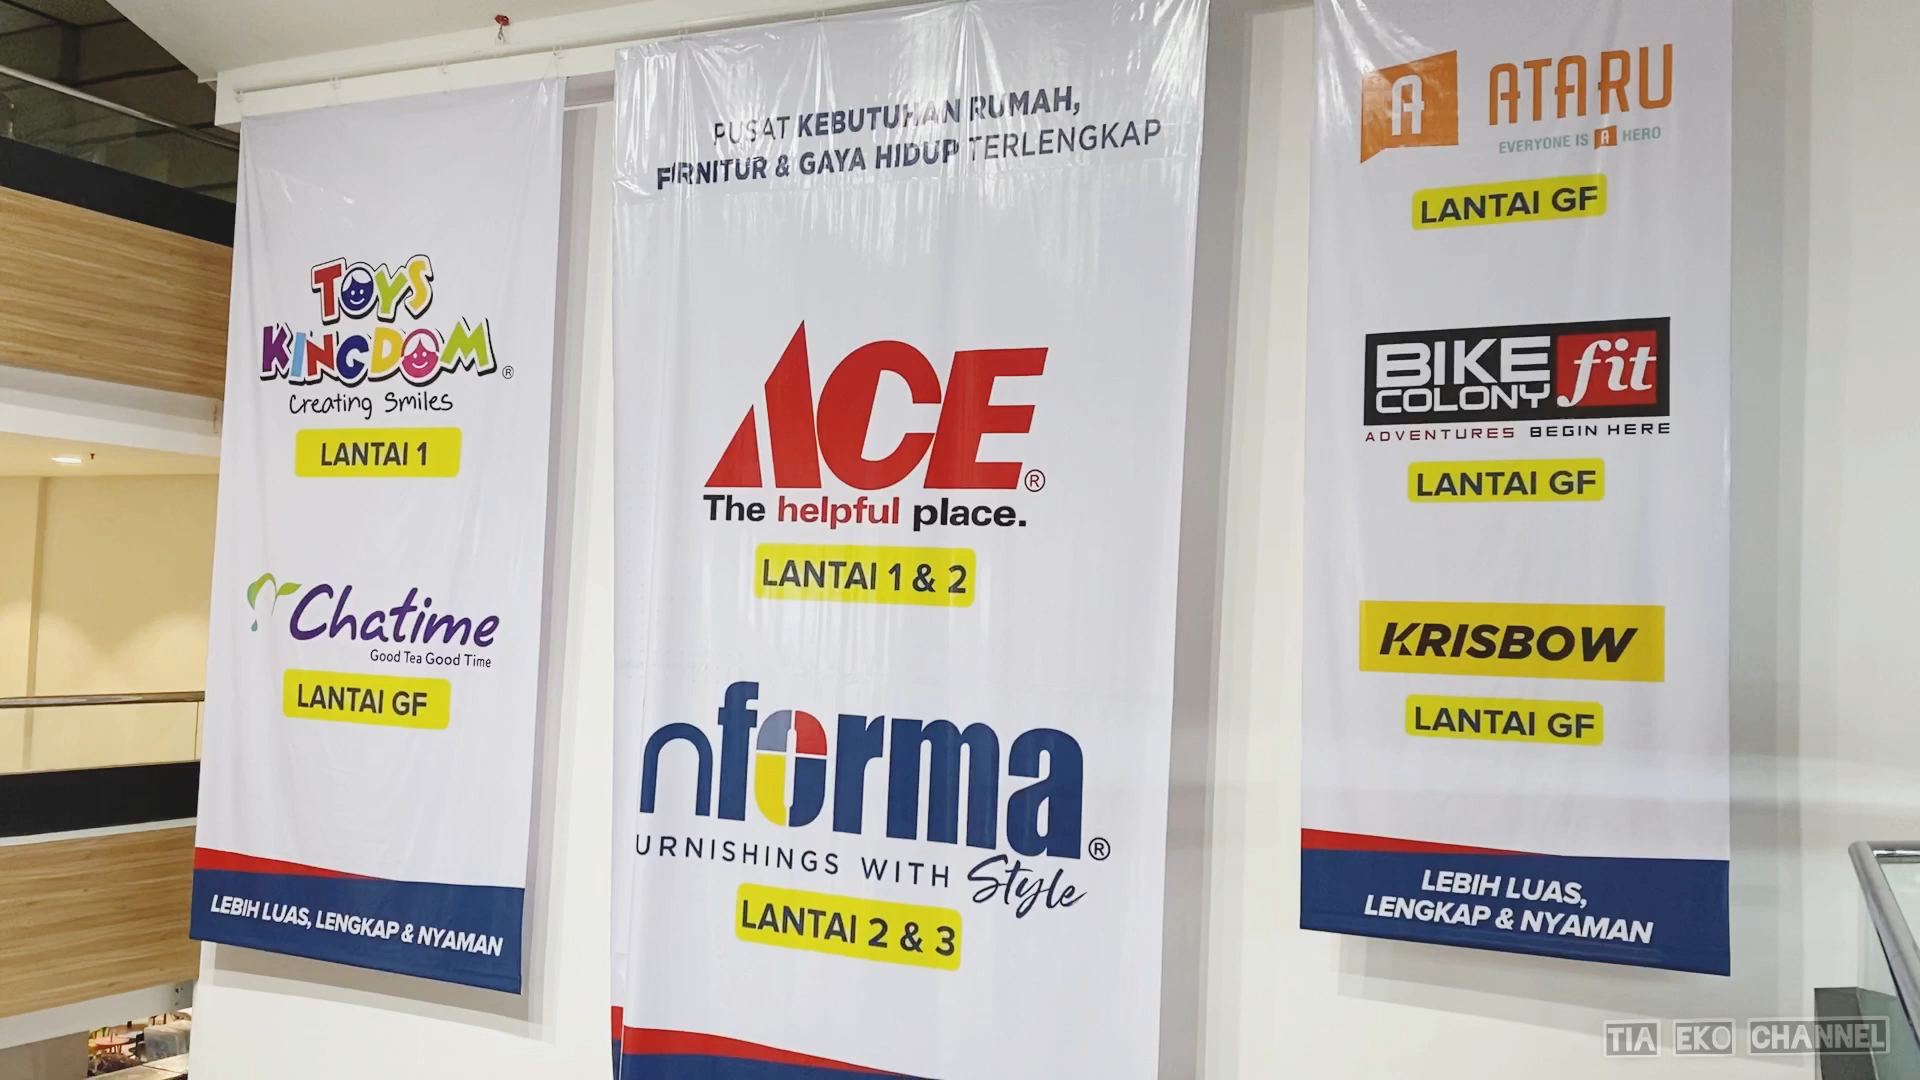 TOYS
KINGDOM
®
Creating Smiles
LANTAI 1
Chatime
Good Tea Good Time
LANTAI GF
LEBIH LUAS, LENGKAP & NYAMAN
PUSAT KEBUTUHAN RUMAH,
FURNITUR & GAYA HIDUP TERLENGKAP
ACE®
The helpful place.
LANTAI 1 & 2
nforma®
URNISHINGS WITH Style
LANTAI 2 & 3
A ATARU
EVERYONE IS A HERO
LANTAI GF
BIKE
COLONY fit
ADVENTURES BEGIN HERE
LANTAI GF
KRISBOW
LANTAI GF
LEBIH LUAS,
LENGKAP & NYAMAN
TIA EKO CHANNEL